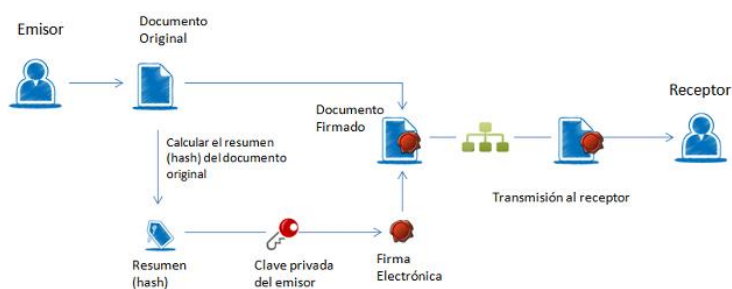 Emisor
Documento
Original
Documento
Firmado
Receptor
Calcular el resumen
(hash) del documento
original
Transmisión al receptor
Resumen
(hash)
Clave privada
del emisor
Firma
Electrónica